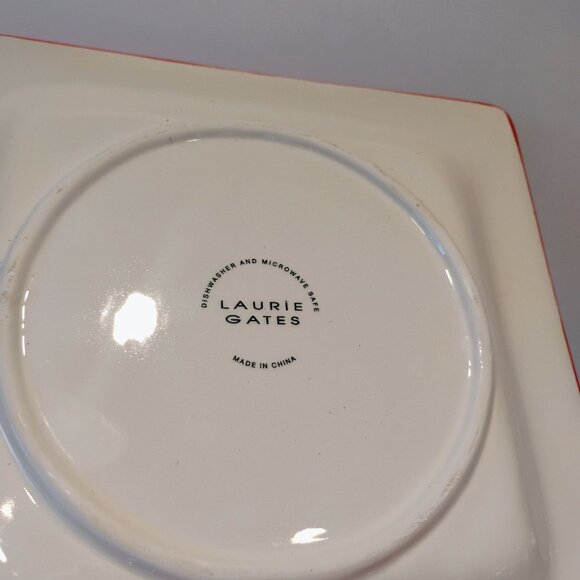 DISHWASHER AND MICROWAVE SAFE
LAURiE
GATES
MADE IN CHINA